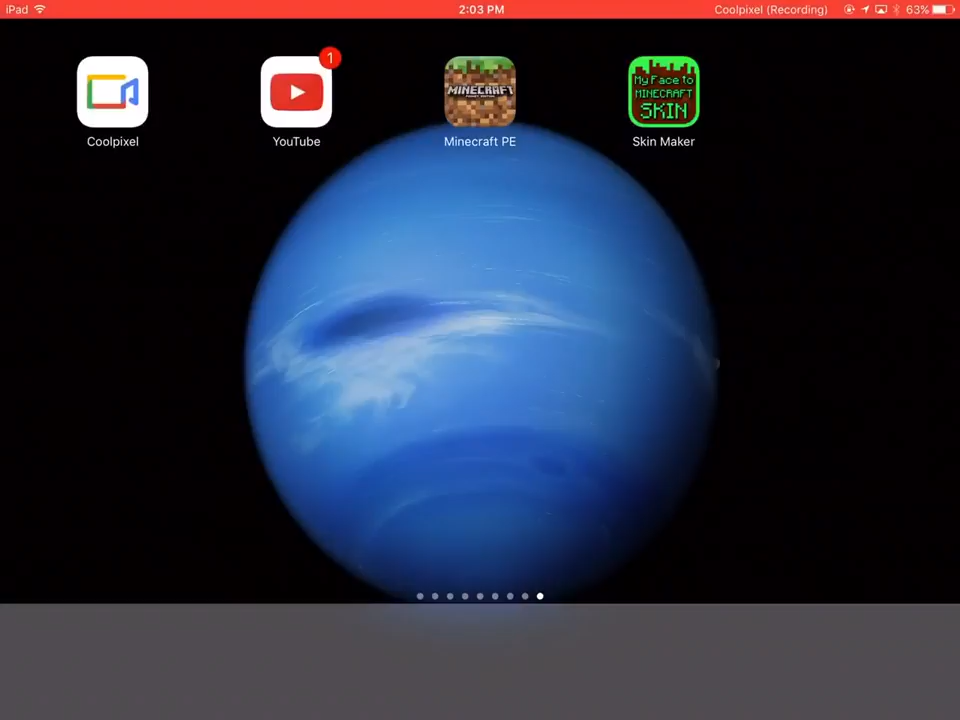 iPad
2:03 PM
Coolpixel (Recording)
63%
1
MINECRAFT
My Face to
MINECRAFT
SKIN
Coolpixel
YouTube
Minecraft PE
Skin Maker